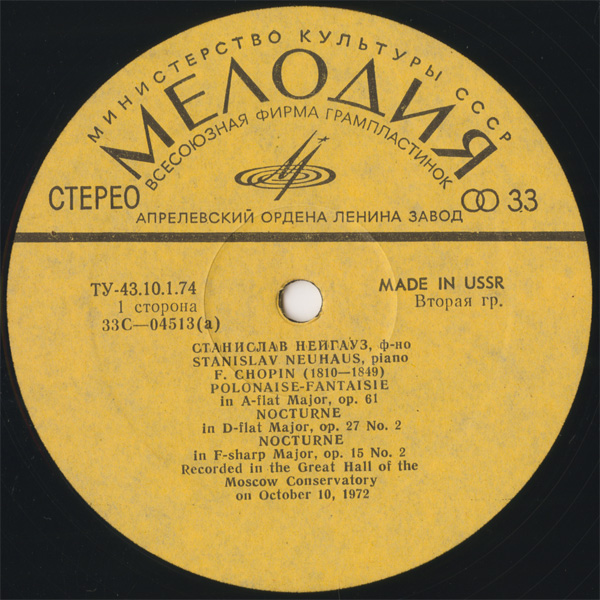 МИНИСТЕРСТВО КУЛЬТУРЫ СССР
МЕЛОДИЯ
ВСЕСОЮЗНАЯ ФИРМА ГРАМПЛАСТИНОК
СТЕРЕО
33
АПРЕЛЕВСКИЙ ОРДЕНА ЛЕНИНА ЗАВОД
ТУ-43.10.1.74
1 сторона
33С—04513(а)
MADE IN USSR
Вторая гр.
СТАНИСЛАВ НЕЙГАУЗ, ф-но
STANISLAV NEUHAUS, piano
F. CHOPIN (1810—1849)
POLONAISE-FANTAISIE
in A-flat Major, op. 61
NOCTURNE
in D-flat Major, op. 27 No. 2
NOCTURNE
in F-sharp Major, op. 15 No. 2
Recorded in the Great Hall of the
Moscow Conservatory
on October 10, 1972